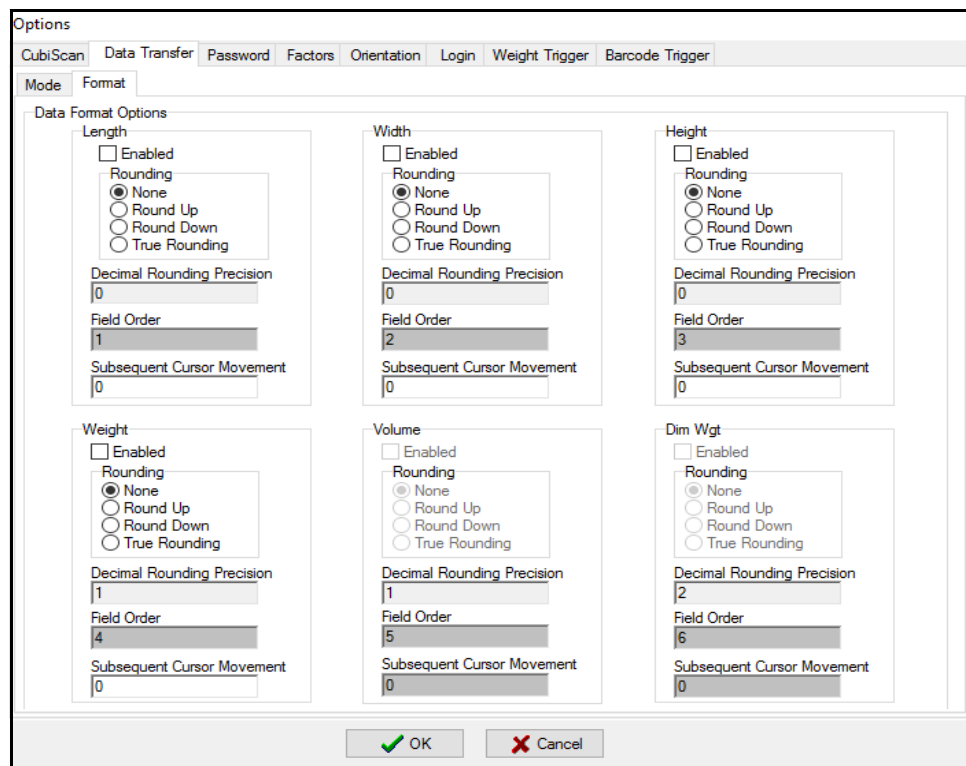 Options
CubiScan Data Transfer Password Factors Orientation Login Weight Trigger Barcode Trigger
Mode Format
Data Format Options
Length
Enabled
Rounding
None
Round Up
Round Down
True Rounding
Decimal Rounding Precision
0
Field Order
1
Subsequent Cursor Movement
0
Width
Enabled
Rounding
None
Round Up
Round Down
True Rounding
Decimal Rounding Precision
0
Field Order
2
Subsequent Cursor Movement
0
Height
Enabled
Rounding
None
Round Up
Round Down
True Rounding
Decimal Rounding Precision
0
Field Order
3
Subsequent Cursor Movement
0
Weight
Enabled
Rounding
None
Round Up
Round Down
True Rounding
Decimal Rounding Precision
1
Field Order
4
Subsequent Cursor Movement
0
Volume
Enabled
Rounding
None
Round Up
Round Down
True Rounding
Decimal Rounding Precision
1
Field Order
5
Subsequent Cursor Movement
0
Dim Wgt
Enabled
Rounding
None
Round Up
Round Down
True Rounding
Decimal Rounding Precision
2
Field Order
6
Subsequent Cursor Movement
0
OK Cancel